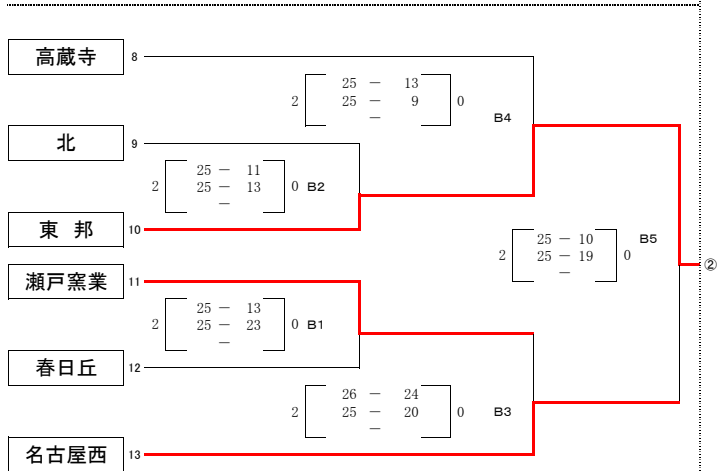 高蔵寺 8
25 － 13
2 25 － 9 0
－
B4
北 9
25 － 11
2 25 － 13 0 B2
－
東 邦 10
25 － 10 B5
2 25 － 19 0
－
②
瀬戸窯業 11
25 － 13
2 25 － 23 0 B1
－
春日丘 12
26 － 24
2 25 － 20 0 B3
－
名古屋西 13